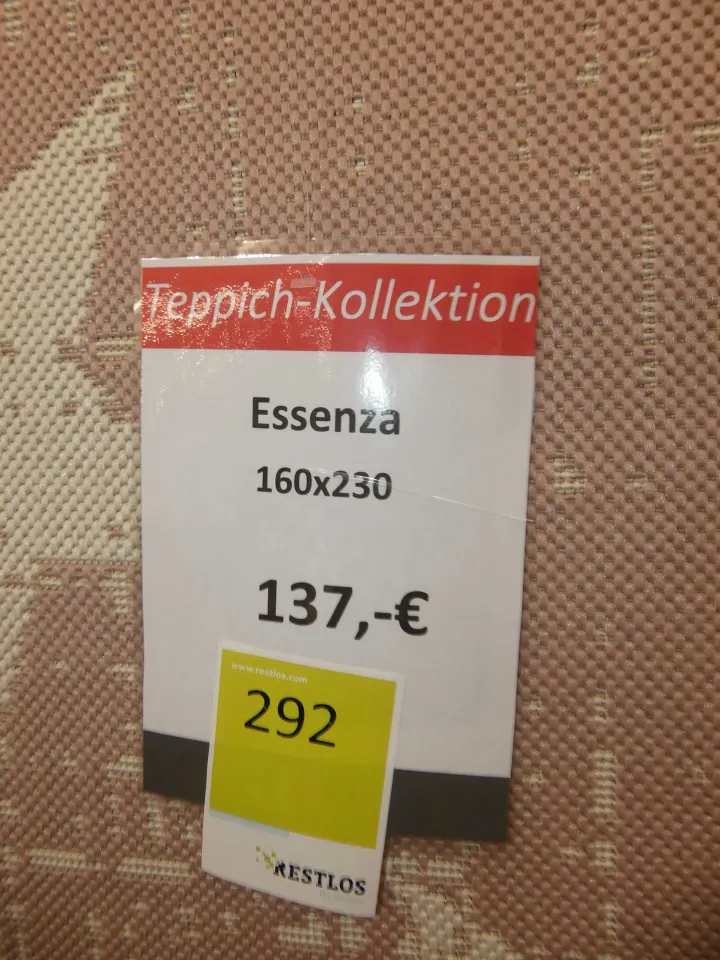 Teppich-Kollektion
Essenza
160x230
137,-€
www.restlos.com
292
RESTLOS